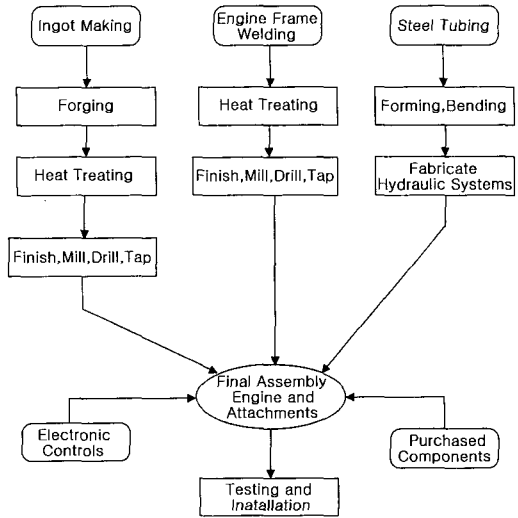 Ingot Making
Engine Frame
Welding
Steel Tubing
Forging
Heat Treating
Forming,Bending
Heat Treating
Finish,Mill,Drill,Tap
Fabricate
Hydraulic Systems
Finish,Mill,Drill,Tap
Final Assembly
Engine and
Attachments
Electronic
Controls
Purchased
Components
Testing and
Inatallation